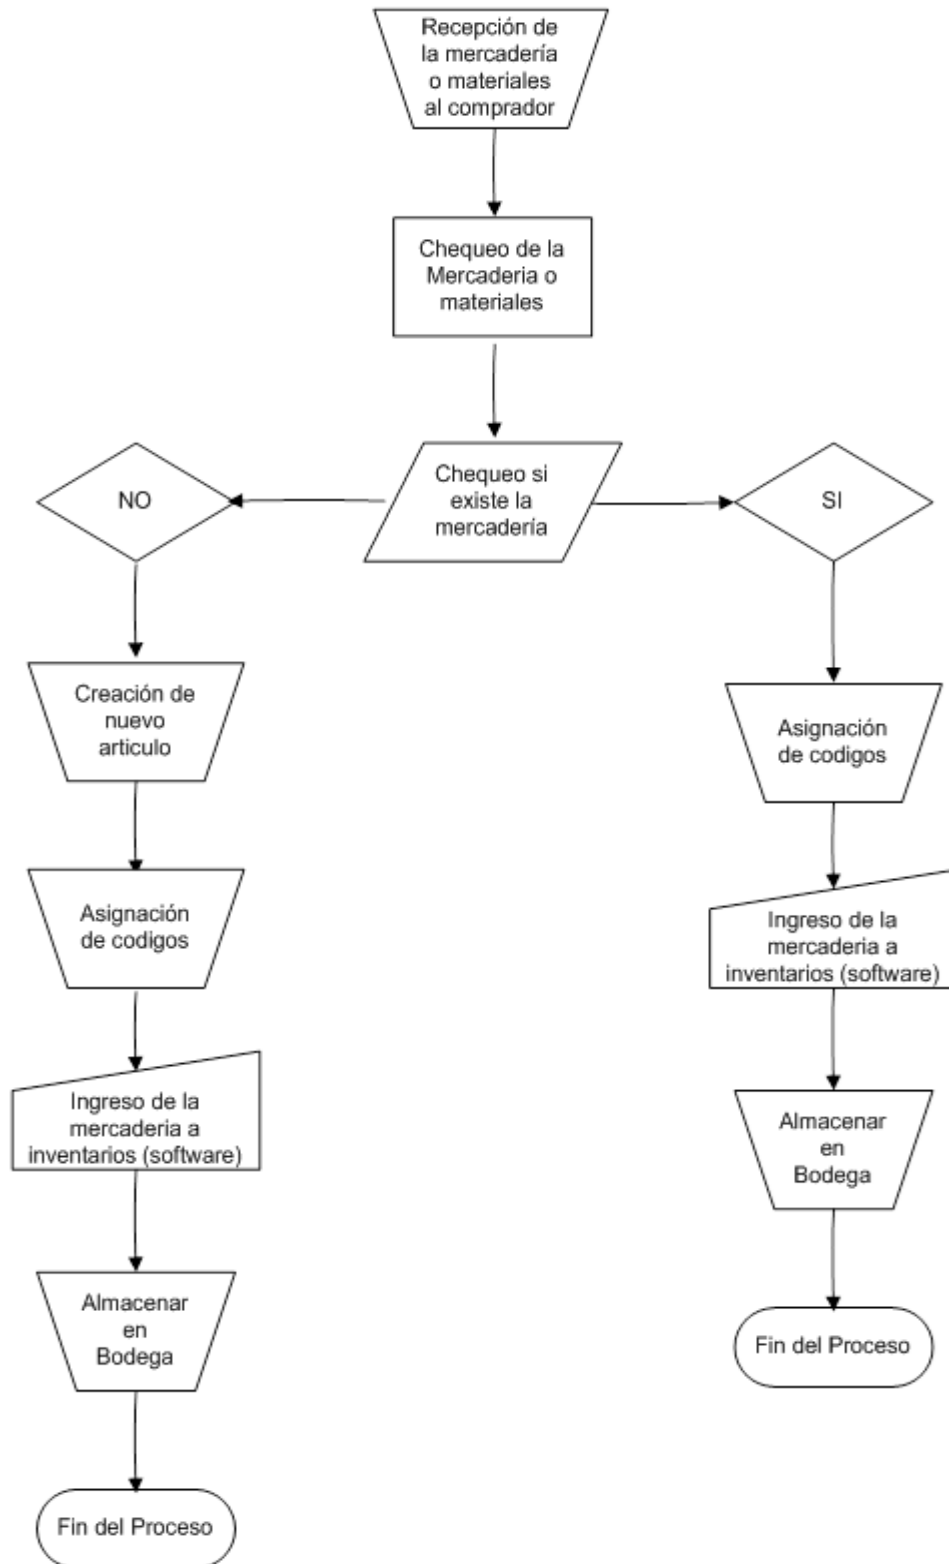 Recepción de
la mercadería
o materiales
al comprador
Chequeo de la
Mercaderia o
materiales
Chequeo si
existe la
mercadería
NO
SI
Creación de
nuevo
articulo
Asignación
de codigos
Ingreso de la
mercaderia a
inventarios (software)
Almacenar
en
Bodega
Fin del Proceso
Asignación
de codigos
Ingreso de la
mercaderia a
inventarios (software)
Almacenar
en
Bodega
Fin del Proceso